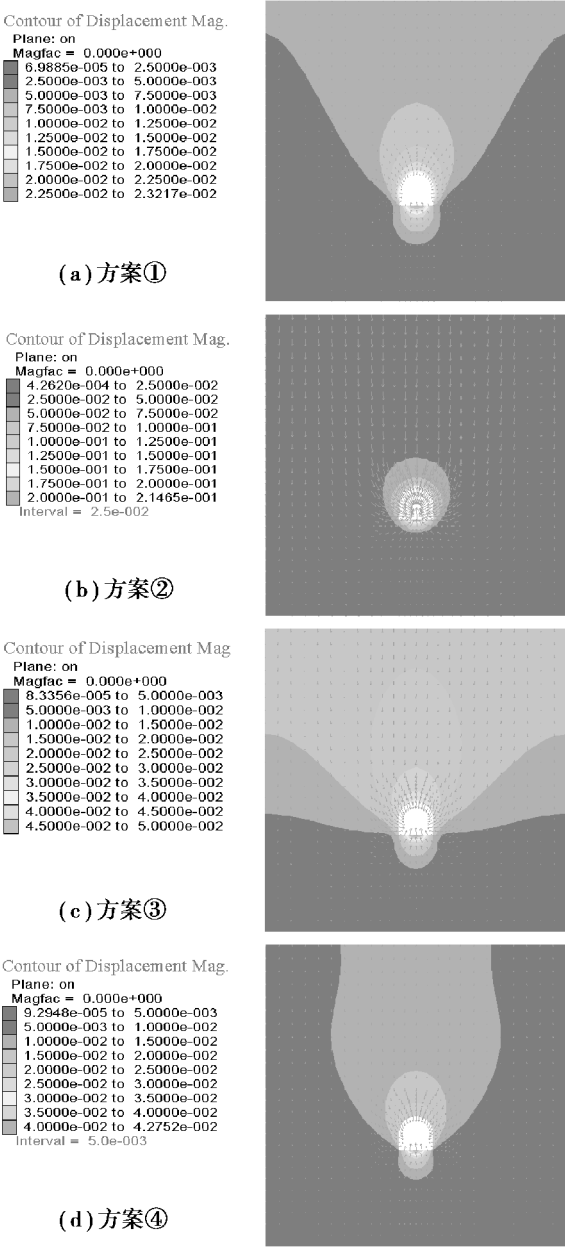 Contour of Displacement Mag.
Plane: on
Magfac = 0.000e+000
6.9885e-005 to 2.5000e-003
2.5000e-003 to 5.0000e-003
5.0000e-003 to 7.5000e-003
7.5000e-003 to 1.0000e-002
1.0000e-002 to 1.2500e-002
1.2500e-002 to 1.5000e-002
1.5000e-002 to 1.7500e-002
1.7500e-002 to 2.0000e-002
2.0000e-002 to 2.2500e-002
2.2500e-002 to 2.3217e-002
(a)方案①
Contour of Displacement Mag.
Plane: on
Magfac = 0.000e+000
4.2620e-004 to 2.5000e-002
2.5000e-002 to 5.0000e-002
5.0000e-002 to 7.5000e-002
7.5000e-002 to 1.0000e-001
1.0000e-001 to 1.2500e-001
1.2500e-001 to 1.5000e-001
1.5000e-001 to 1.7500e-001
1.7500e-001 to 2.0000e-001
2.0000e-001 to 2.1465e-001
Interval = 2.5e-002
(b)方案②
Contour of Displacement Mag
Plane: on
Magfac = 0.000e+000
8.3356e-005 to 5.0000e-003
5.0000e-003 to 1.0000e-002
1.0000e-002 to 1.5000e-002
1.5000e-002 to 2.0000e-002
2.0000e-002 to 2.5000e-002
2.5000e-002 to 3.0000e-002
3.0000e-002 to 3.5000e-002
3.5000e-002 to 4.0000e-002
4.0000e-002 to 4.5000e-002
4.5000e-002 to 5.0000e-002
(c)方案③
Contour of Displacement Mag.
Plane: on
Magfac = 0.000e+000
9.2948e-005 to 5.0000e-003
5.0000e-003 to 1.0000e-002
1.0000e-002 to 1.5000e-002
1.5000e-002 to 2.0000e-002
2.0000e-002 to 2.5000e-002
2.5000e-002 to 3.0000e-002
3.0000e-002 to 3.5000e-002
3.5000e-002 to 4.0000e-002
4.0000e-002 to 4.2752e-002
Interval = 5.0e-003
(d)方案④